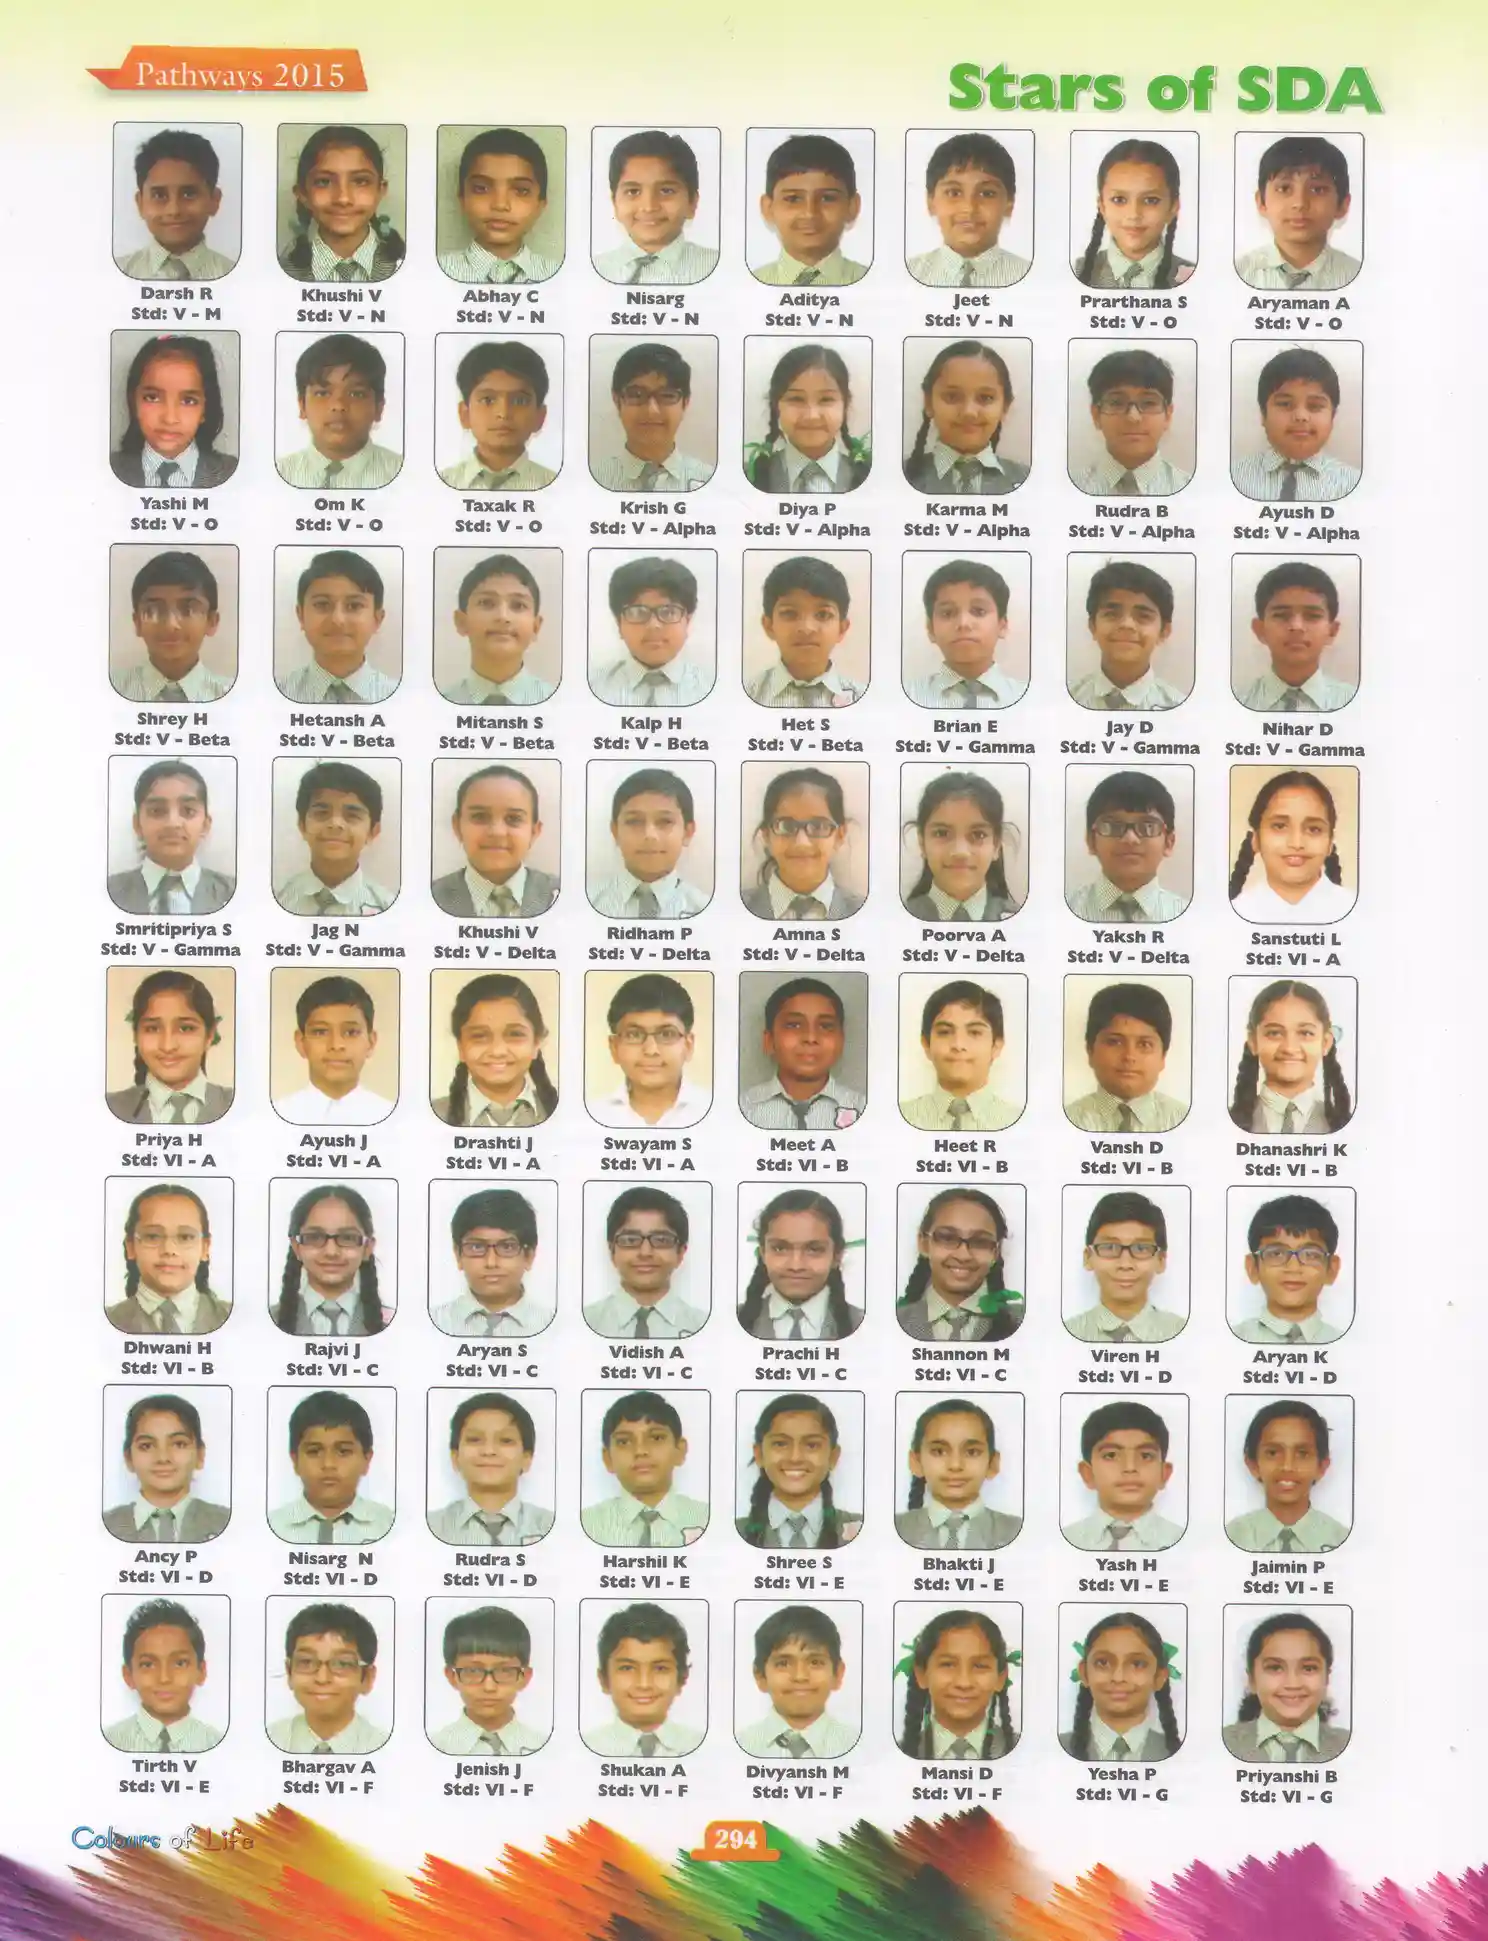 Pathways 2015
Stars of SDA
Darsh R
Std: V - M
Khushi V
Std: V - N
Abhay C
Std: V - N
Nisarg
Std: V - N
Aditya
Std: V - N
Jeet
Std: V - N
Prarthana S
Std: V - O
Aryaman A
Std: V - O
Yashi M
Std: V - O
Om K
Std: V - O
Taxak R
Std: V - O
Krish G
Std: V - Alpha
Diya P
Std: V - Alpha
Karma M
Std: V - Alpha
Rudra B
Std: V - Alpha
Ayush D
Std: V - Alpha
Shrey H
Std: V - Beta
Hetansh A
Std: V - Beta
Mitansh S
Std: V - Beta
Kalp H
Std: V - Beta
Het S
Std: V - Beta
Brian E
Std: V - Gamma
Jay D
Std: V - Gamma
Nihar D
Std: V - Gamma
Smritipriya S
Std: V - Gamma
Jag N
Std: V - Gamma
Khushi V
Std: V - Delta
Ridham P
Std: V - Delta
Amna S
Std: V - Delta
Poorva A
Std: V - Delta
Yaksh R
Std: V - Delta
Sanstuti L
Std: VI - A
Priya H
Std: VI - A
Ayush J
Std: VI - A
Drashti J
Std: VI - A
Swayam S
Std: VI - A
Meet A
Std: VI - B
Heet R
Std: VI - B
Vansh D
Std: VI - B
Dhanashri K
Std: VI - B
Dhwani H
Std: VI - B
Rajvi J
Std: VI - C
Aryan S
Std: VI - C
Vidish A
Std: VI - C
Prachi H
Std: VI - C
Shannon M
Std: VI - C
Viren H
Std: VI - D
Aryan K
Std: VI - D
Ancy P
Std: VI - D
Nisarg N
Std: VI - D
Rudra S
Std: VI - D
Harshil K
Std: VI - E
Shree S
Std: VI - E
Bhakti J
Std: VI - E
Yash H
Std: VI - E
Jaimin P
Std: VI - E
Tirth V
Std: VI - E
Bhargav A
Std: VI - F
Jenish J
Std: VI - F
Shukan A
Std: VI - F
Divyansh M
Std: VI - F
Mansi D
Std: VI - F
Yesha P
Std: VI - G
Priyanshi B
Std: VI - G
Colours of Life
294